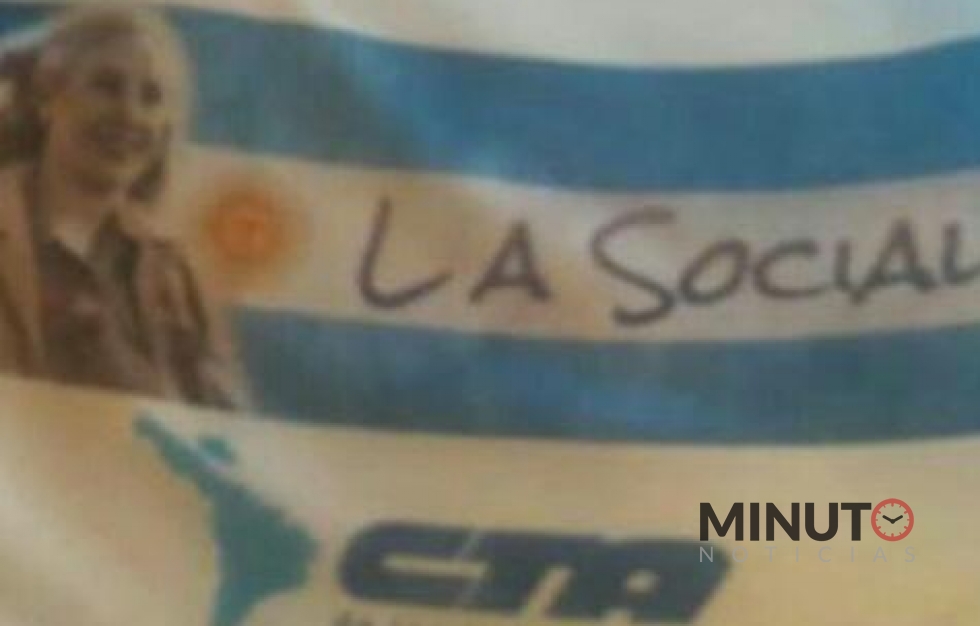 LA SOCIAL
CTA
MINUTO
NOTICIAS